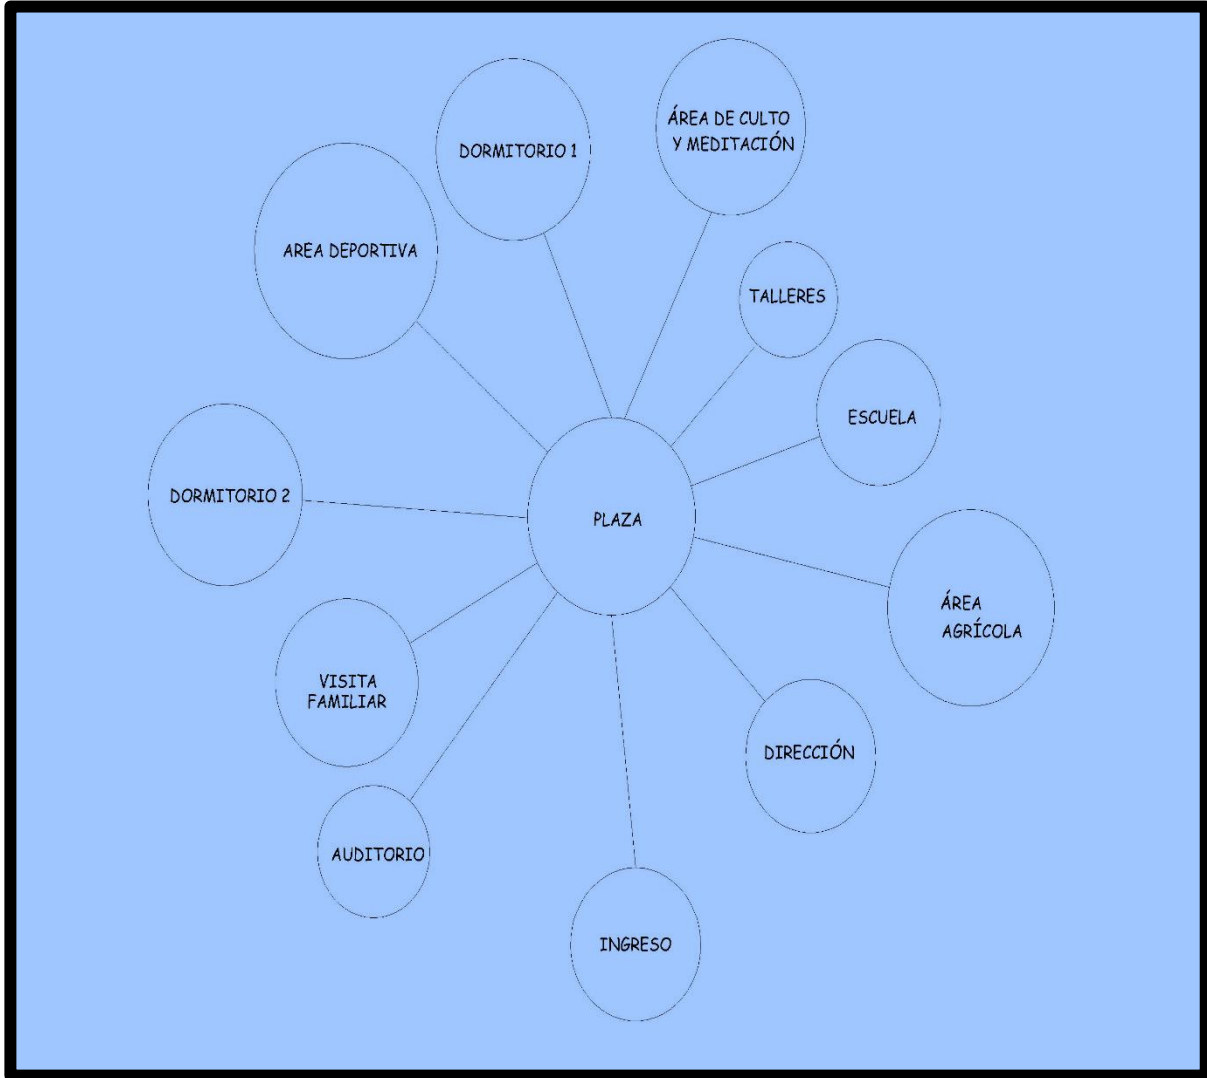 ÁREA DE CULTO
Y MEDITACIÓN
DORMITORIO 1
AREA DEPORTIVA
TALLERES
ESCUELA
DORMITORIO 2
PLAZA
ÁREA
AGRÍCOLA
VISITA
FAMILIAR
DIRECCIÓN
AUDITORIO
INGRESO